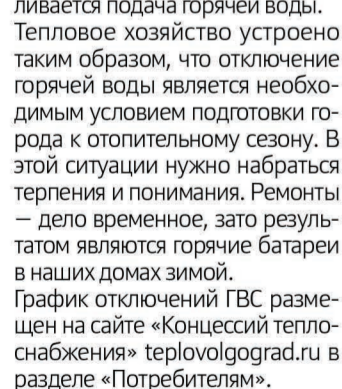 ливается подача горячей воды.
Тепловое хозяйство устроено
таким образом, что отключение
горячей воды является необхо-
димым условием подготовки го-
рода к отопительному сезону. В
этой ситуации нужно набраться
терпения и понимания. Ремонты
– дело временное, зато резуль-
татом являются горячие батареи
в наших домах зимой.
График отключений ГВС разме-
щен на сайте «Концессий тепло-
снабжения» teplovolgograd.ru в
разделе «Потребителям».